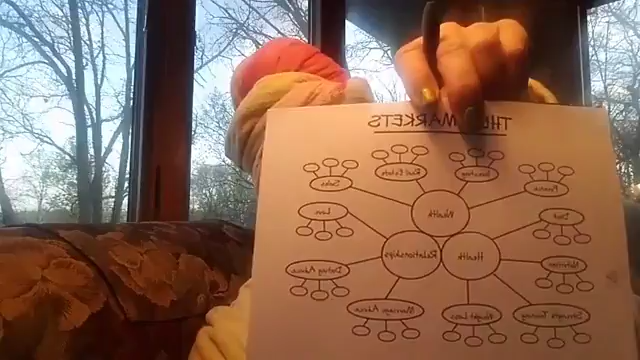 THE MARKETS
Investing
Real Estate
Finance
Sales
Wealth
Diet
Love
Health
Relationships
Nutrition
Dating Advice
Strength Training
Weight Loss
Marriage Advice